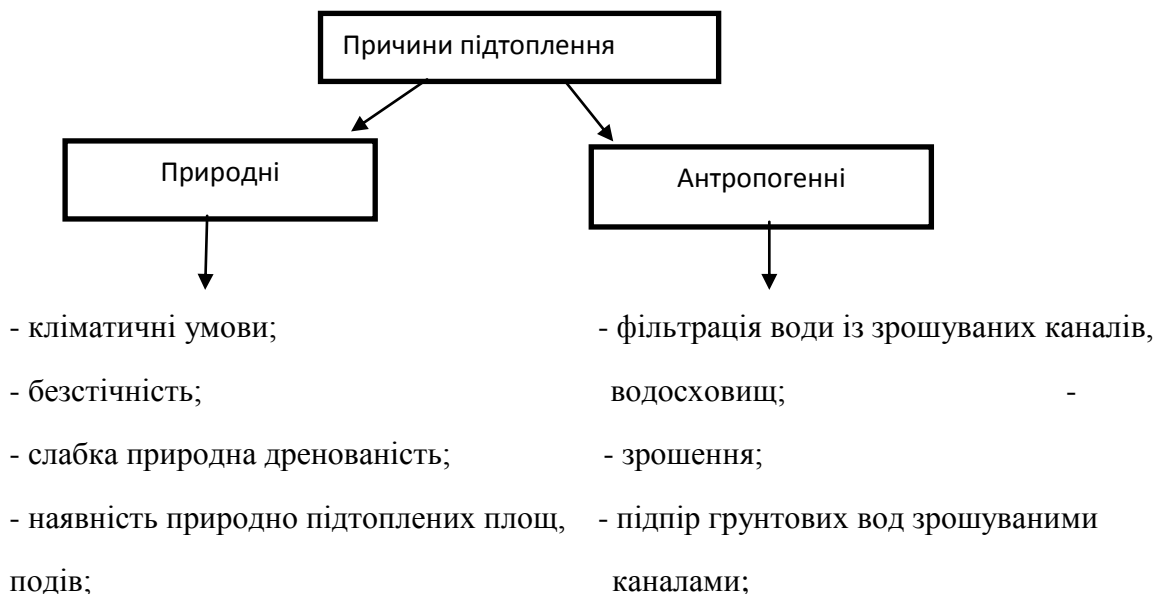 Причини підтоплення
Природні
Антропогенні
- кліматичні умови;
- безстічність;
- слабка природна дренованість;
- наявність природно підтоплених площ,
подів;
- фільтрація води із зрошуваних каналів,
водосховищ; -
- зрошення;
- підпір грунтових вод зрошуваними
каналами;